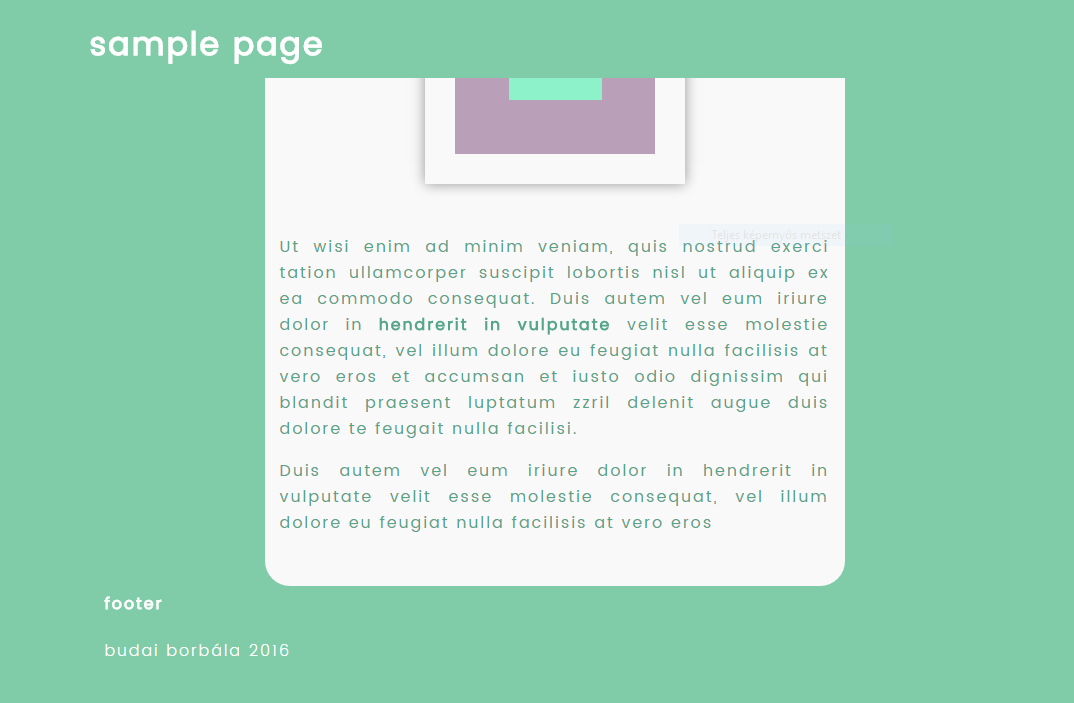 sample page
Teljes képernyős metszet
Ut wisi enim ad minim veniam, quis nostrud exerci
tation ullamcorper suscipit lobortis nisl ut aliquip ex
ea commodo consequat. Duis autem vel eum iriure
dolor in hendrerit in vulputate velit esse molestie
consequat, vel illum dolore eu feugiat nulla facilisis at
vero eros et accumsan et iusto odio dignissim qui
blandit praesent luptatum zzril delenit augue duis
dolore te feugait nulla facilisi.
Duis autem vel eum iriure dolor in hendrerit in
vulputate velit esse molestie consequat, vel illum
dolore eu feugiat nulla facilisis at vero eros
footer
budai borbála 2016